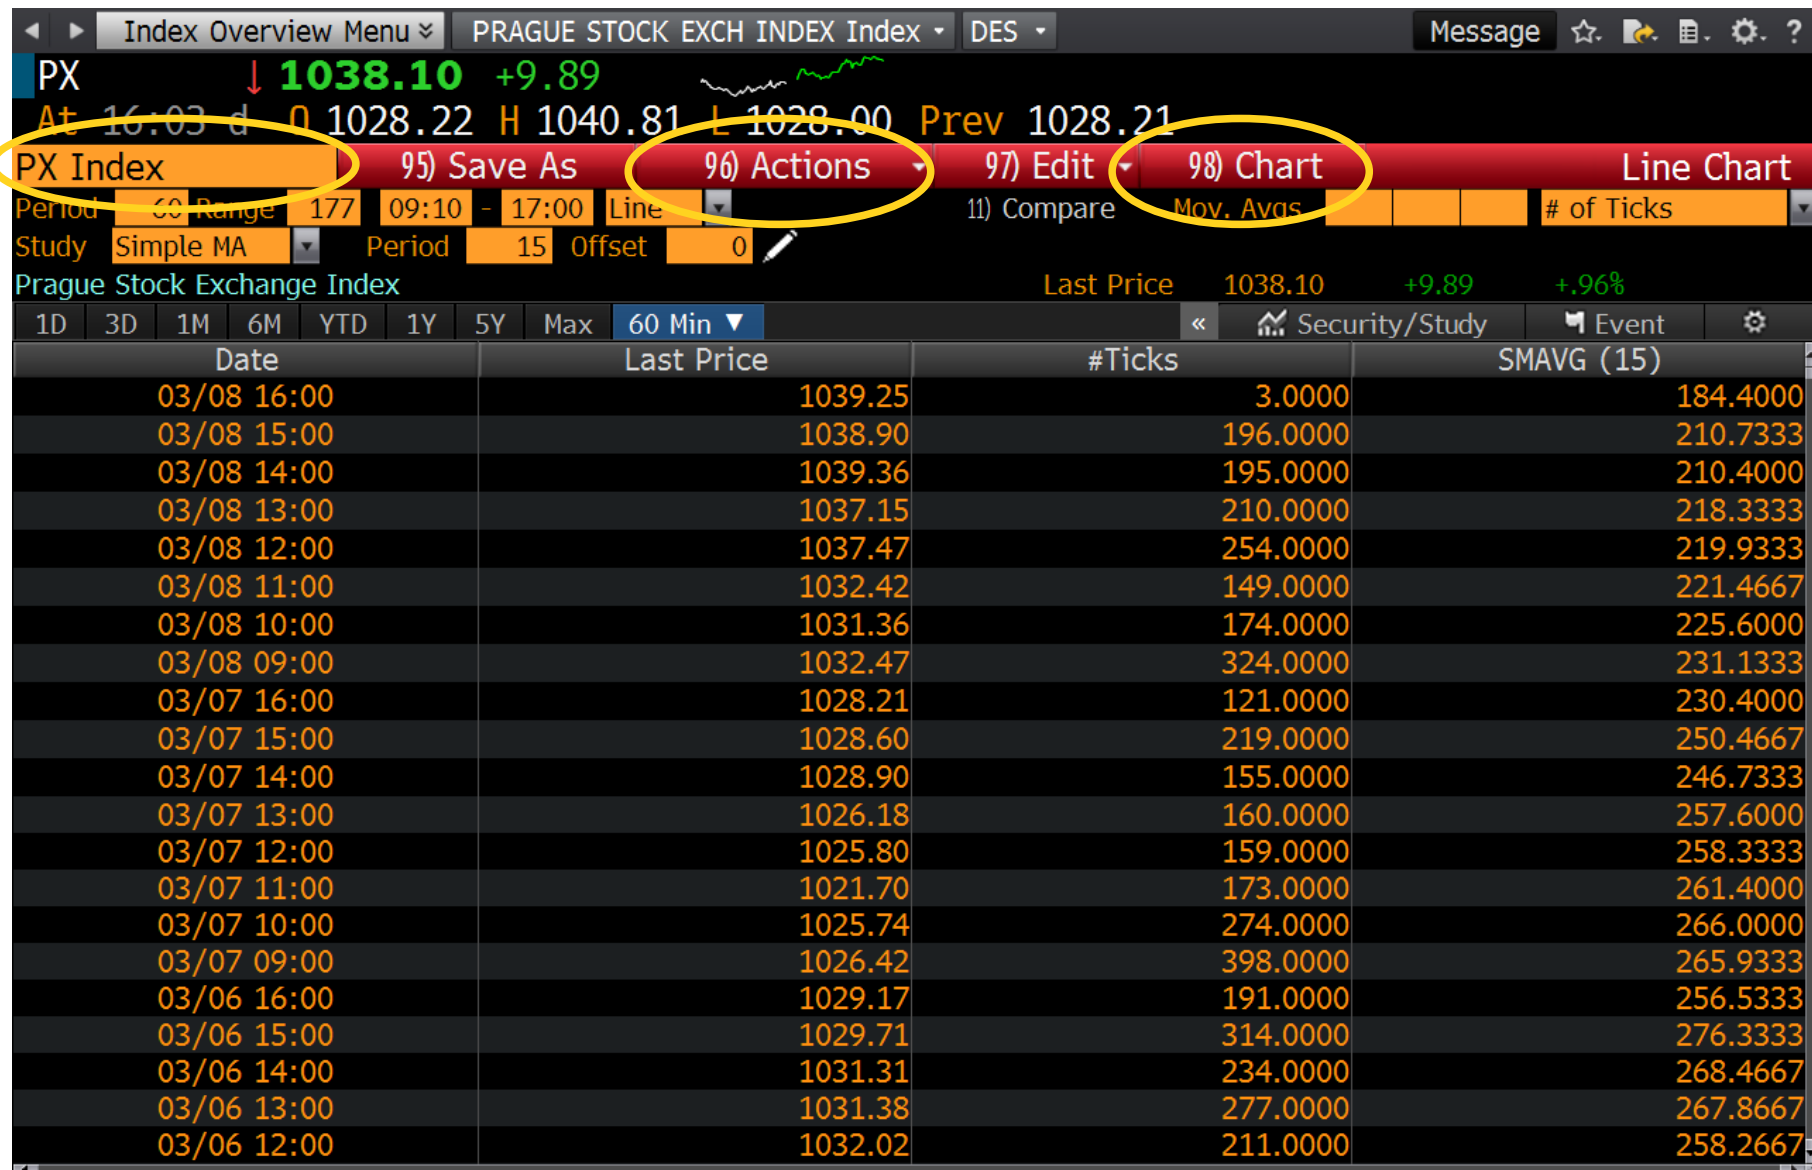 Index Overview Menu PRAGUE STOCK EXCH INDEX Index DES Message ?
PX 1038.10 +9.89
At 16:03 d O 1028.22 H 1040.81 L 1028.00 Prev 1028.21
PX Index 95) Save As 96) Actions 97) Edit 98) Chart Line Chart
Period 60 Range 177 09:10 - 17:00 Line 11) Compare Mov. Avgs # of Ticks
Study Simple MA Period 15 Offset 0
Prague Stock Exchange Index Last Price 1038.10 +9.89 +.96%
1D 3D 1M 6M YTD 1Y 5Y Max 60 Min ▼ « Security/Study Event
Date Last Price #Ticks SMAVG (15)
03/08 16:00 1039.25 3.0000 184.4000
03/08 15:00 1038.90 196.0000 210.7333
03/08 14:00 1039.36 195.0000 210.4000
03/08 13:00 1037.15 210.0000 218.3333
03/08 12:00 1037.47 254.0000 219.9333
03/08 11:00 1032.42 149.0000 221.4667
03/08 10:00 1031.36 174.0000 225.6000
03/08 09:00 1032.47 324.0000 231.1333
03/07 16:00 1028.21 121.0000 230.4000
03/07 15:00 1028.60 219.0000 250.4667
03/07 14:00 1028.90 155.0000 246.7333
03/07 13:00 1026.18 160.0000 257.6000
03/07 12:00 1025.80 159.0000 258.3333
03/07 11:00 1021.70 173.0000 261.4000
03/07 10:00 1025.74 274.0000 266.0000
03/07 09:00 1026.42 398.0000 265.9333
03/06 16:00 1029.17 191.0000 256.5333
03/06 15:00 1029.71 314.0000 276.3333
03/06 14:00 1031.31 234.0000 268.4667
03/06 13:00 1031.38 277.0000 267.8667
03/06 12:00 1032.02 211.0000 258.2667